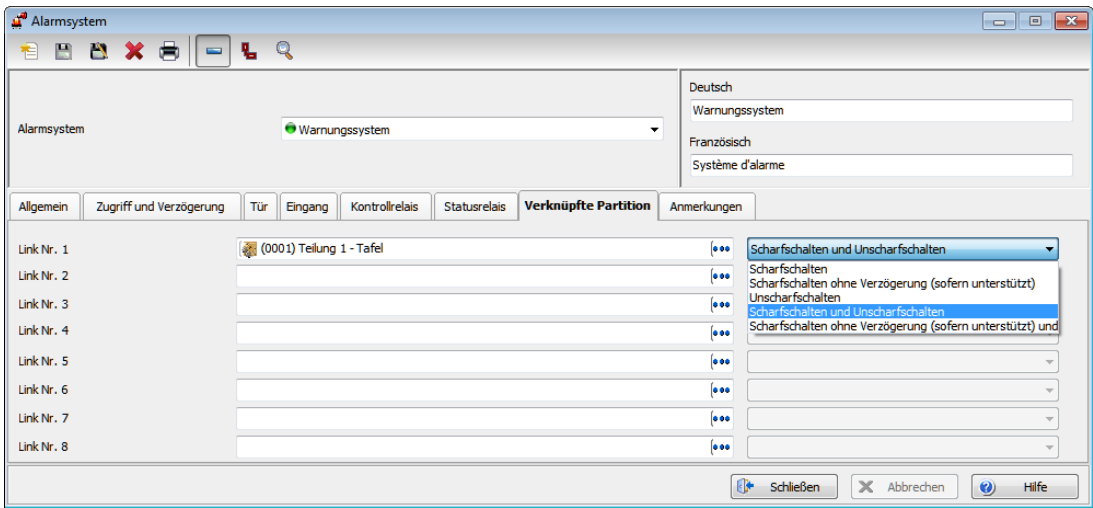 Alarmsystem
Deutsch
Warnungssystem
Alarmsystem
Warnungssystem
Französisch
Système d'alarme
Allgemein
Zugriff und Verzögerung
Tür
Eingang
Kontrollrelais
Statusrelais
Verknüpfte Partition
Anmerkungen
Link Nr. 1
(0001) Teilung 1 - Tafel
Scharfschalten und Unscharfschalten
Link Nr. 2
Scharfschalten
Scharfschalten ohne Verzögerung (sofern unterstützt)
Link Nr. 3
Unscharfschalten
Scharfschalten und Unscharfschalten
Link Nr. 4
Scharfschalten ohne Verzögerung (sofern unterstützt) und
Link Nr. 5
Link Nr. 6
Link Nr. 7
Link Nr. 8
Schließen
Abbrechen
Hilfe